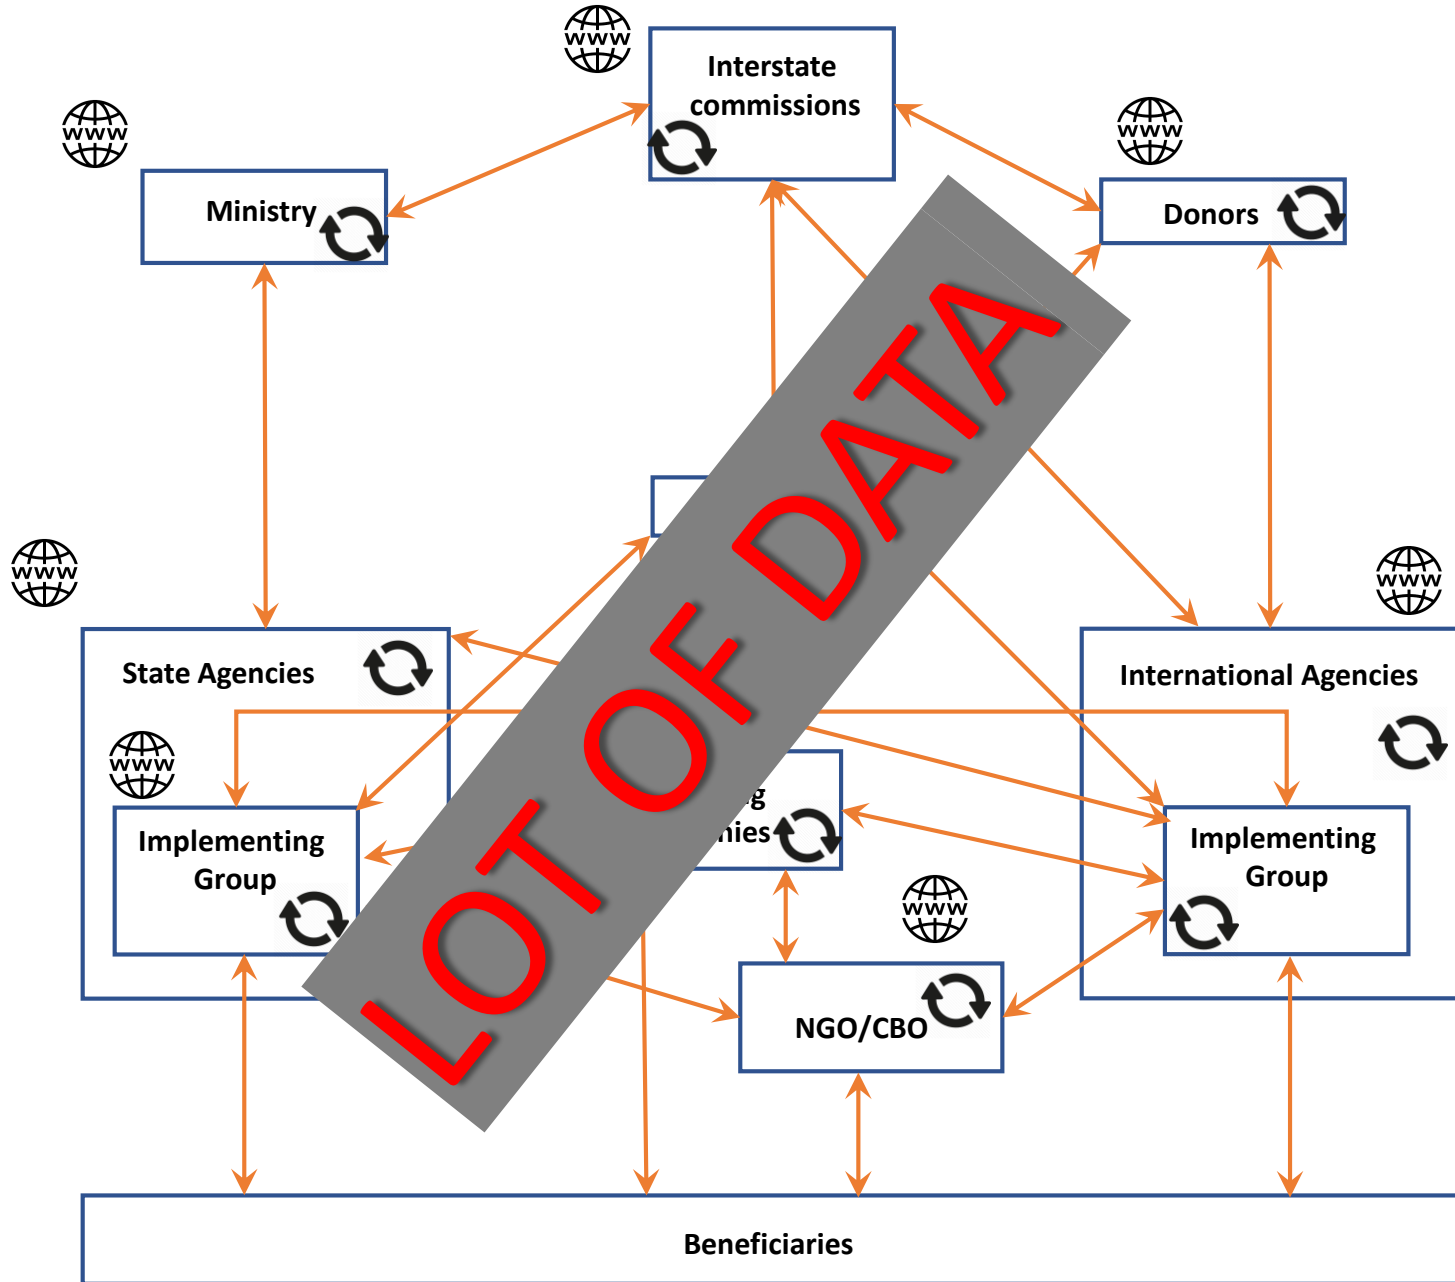 www
Interstate
commissions
www
www
Ministry
Donors
LOT OF DATA
www
www
State Agencies
International Agencies
www
Implementing
Group
Implementing
Group
www
NGO/CBO
Beneficiaries